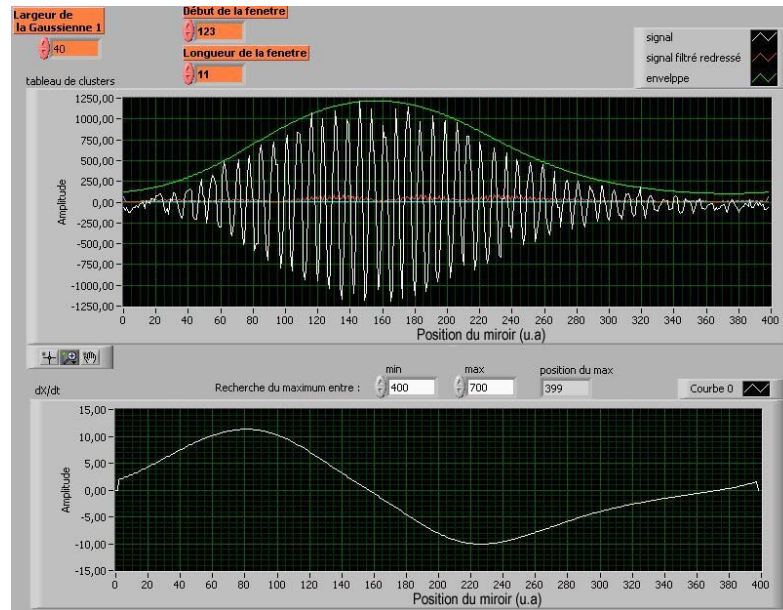 Largeur de
la Gaussienne 1
40
Début de la fenetre
123
Longueur de la fenetre
11
signal
signal filtré redressé
envelppe
tableau de clusters
1250,00
1000,00
750,00
500,00
250,00
0,00
-250,00
-500,00
-750,00
-1000,00
-1250,00
Amplitude
0 20 40 60 80 100 120 140 160 180 200 220 240 260 280 300 320 340 360 380 400
Position du miroir (u.a)
dX/dt
Recherche du maximum entre :
min
400
max
700
position du max
399
Courbe 0
15,00
10,00
5,00
0,00
-5,00
-10,00
-15,00
Amplitude
0 20 40 60 80 100 120 140 160 180 200 220 240 260 280 300 320 340 360 380 400
Position du miroir (u.a)